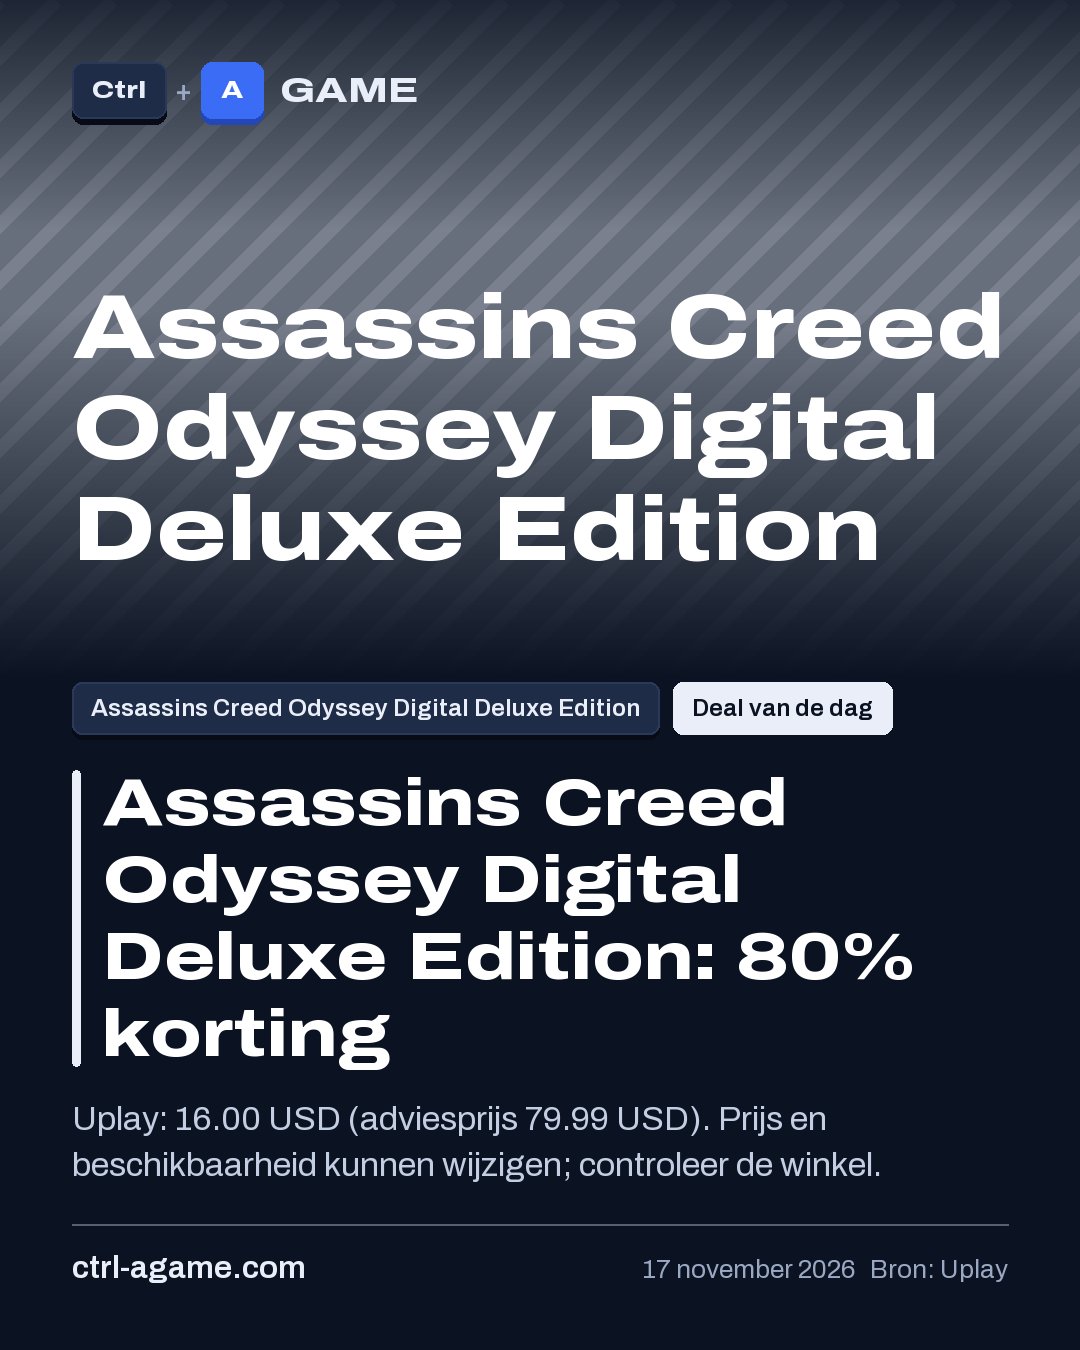 Ctrl + A GAME
Assassins Creed
Odyssey Digital
Deluxe Edition
Assassins Creed Odyssey Digital Deluxe Edition Deal van de dag
Assassins Creed
Odyssey Digital
Deluxe Edition: 80%
korting
Uplay: 16.00 USD (adviesprijs 79.99 USD). Prijs en
beschikbaarheid kunnen wijzigen; controleer de winkel.
ctrl-agame.com 17 november 2026 Bron: Uplay